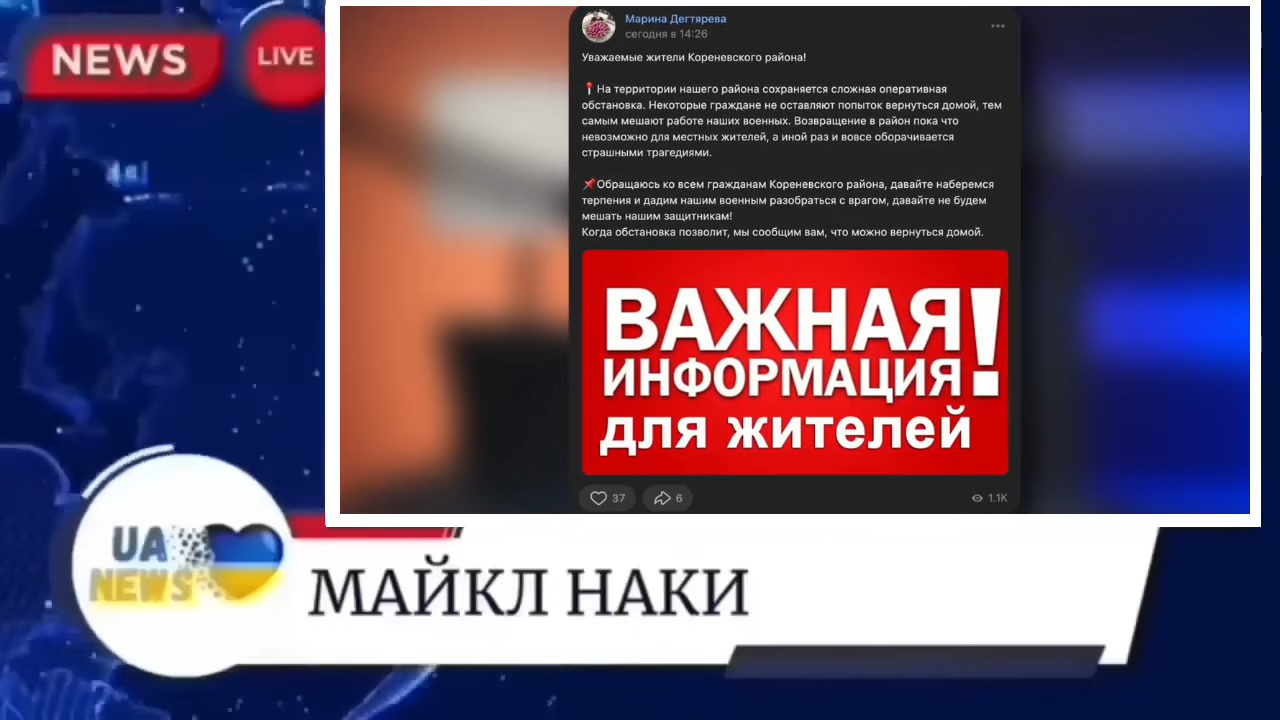 NEWS
LIVE
Марина Дегтярева
сегодня в 14:26
Уважаемые жители Кореневского района!
На территории нашего района сохраняется сложная оперативная
обстановка. Некоторые граждане не оставляют попыток вернуться домой, тем
самым мешают работе наших военных. Возвращение в район пока что
невозможно для местных жителей, а иной раз и вовсе оборачивается
страшными трагедиями.
Обращаюсь ко всем гражданам Кореневского района, давайте наберемся
терпения и дадим нашим военным разобраться с врагом, давайте не будем
мешать нашим защитникам!
Когда обстановка позволит, мы сообщим вам, что можно вернуться домой.
ВАЖНАЯ
ИНФОРМАЦИЯ!
для жителей
37
6
1.1K
UA
NEWS
МАЙКЛ НАКИ